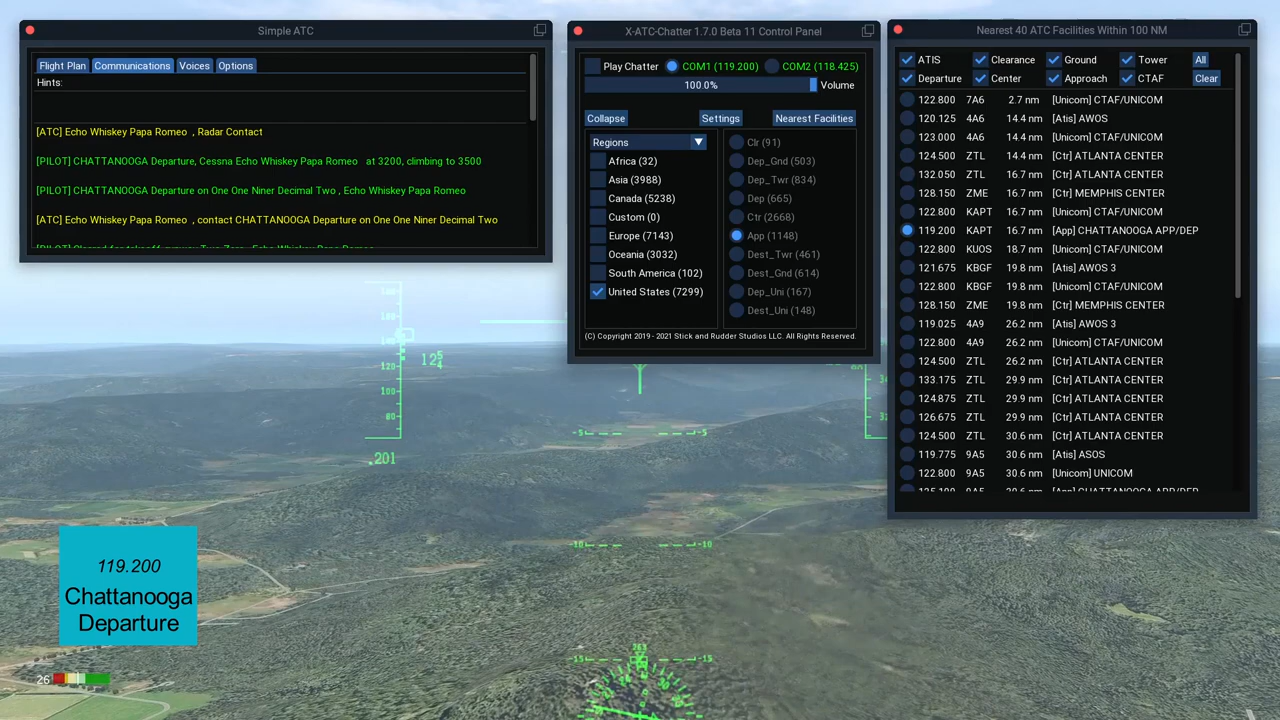 Simple ATC
Flight Plan Communications Voices Options
Hints:
[ATC] Echo Whiskey Papa Romeo , Radar Contact
[PILOT] CHATTANOOGA Departure, Cessna Echo Whiskey Papa Romeo at 3200, climbing to 3500
[PILOT] CHATTANOOGA Departure on One One Niner Decimal Two , Echo Whiskey Papa Romeo
[ATC] Echo Whiskey Papa Romeo , contact CHATTANOOGA Departure on One One Niner Decimal Two
X-ATC-Chatter 1.7.0 Beta 11 Control Panel
Play Chatter COM1 (119.200) COM2 (118.425)
100.0% Volume
Collapse Settings Nearest Facilities
Regions
Africa (32)
Asia (3988)
Canada (5238)
Custom (0)
Europe (7143)
Oceania (3032)
South America (102)
United States (7299)
Clr (91)
Dep_Gnd (503)
Dep_Twr (834)
Dep (665)
Ctr (2668)
App (1148)
Dest_Twr (461)
Dest_Gnd (614)
Dep_Uni (167)
Dest_Uni (148)
(C) Copyright 2019 - 2021 Stick and Rudder Studios LLC. All Rights Reserved.
Nearest 40 ATC Facilities Within 100 NM
ATIS Clearance Ground Tower All
Departure Center Approach CTAF Clear
122.800 7A6 2.7 nm [Unicom] CTAF/UNICOM
120.125 4A6 14.4 nm [Atis] AWOS
123.000 4A6 14.4 nm [Unicom] CTAF/UNICOM
124.500 ZTL 14.4 nm [Ctr] ATLANTA CENTER
132.050 ZTL 16.7 nm [Ctr] ATLANTA CENTER
128.150 ZME 16.7 nm [Ctr] MEMPHIS CENTER
122.800 KAPT 16.7 nm [Unicom] CTAF/UNICOM
119.200 KAPT 16.7 nm [App] CHATTANOOGA APP/DEP
122.800 KUOS 18.7 nm [Unicom] CTAF/UNICOM
121.675 KBGF 19.8 nm [Atis] AWOS 3
122.800 KBGF 19.8 nm [Unicom] CTAF/UNICOM
128.150 ZME 19.8 nm [Ctr] MEMPHIS CENTER
119.025 4A9 26.2 nm [Atis] AWOS 3
122.800 4A9 26.2 nm [Unicom] CTAF/UNICOM
124.500 ZTL 26.2 nm [Ctr] ATLANTA CENTER
133.175 ZTL 29.9 nm [Ctr] ATLANTA CENTER
124.875 ZTL 29.9 nm [Ctr] ATLANTA CENTER
126.675 ZTL 29.9 nm [Ctr] ATLANTA CENTER
124.500 ZTL 30.6 nm [Ctr] ATLANTA CENTER
119.775 9A5 30.6 nm [Atis] ASOS
122.800 9A5 30.6 nm [Unicom] UNICOM
140
120
100
80
.201
-5 -5
-10 -10
263
-15 -15
119.200
Chattanooga
Departure
26